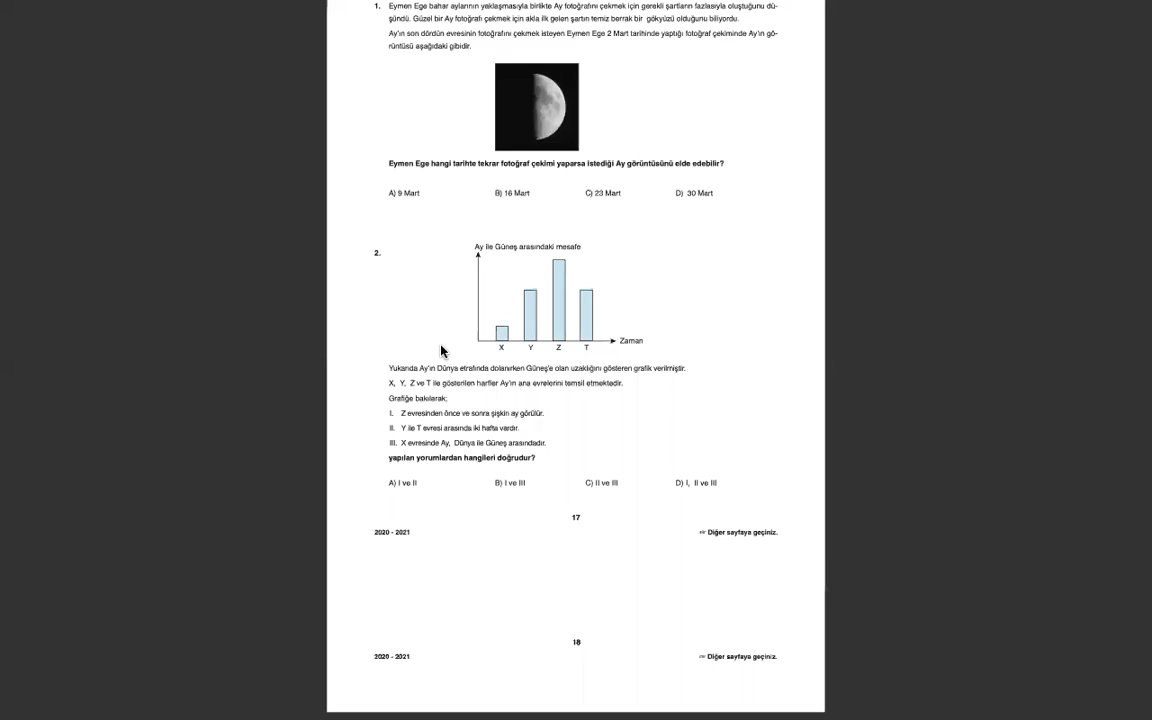 1. Eymen Ege bahar aylarının yaklaşmasıyla birlikte Ay fotoğrafını çekmek için gerekli şartların fazlasıyla oluştuğunu dü-
şündü. Güzel bir Ay fotoğrafı çekmek için akla ilk gelen şartın temiz berrak bir gökyüzü olduğunu biliyordu.
Ay'ın son dördün evresinin fotoğrafını çekmek isteyen Eymen Ege 2 Mart tarihinde yaptığı fotoğraf çekiminde Ay'ın gö-
rüntüsü aşağıdaki gibidir.
Eymen Ege hangi tarihte tekrar fotoğraf çekimi yaparsa istediği Ay görüntüsünü elde edebilir?
A) 9 Mart B) 16 Mart C) 23 Mart D) 30 Mart
2.
Ay ile Güneş arasındaki mesafe
Zaman
X Y Z T
Yukarıda Ay'ın Dünya etrafında dolanırken Güneş'e olan uzaklığını gösteren grafik verilmiştir.
X, Y, Z ve T ile gösterilen harfler Ay'ın ana evrelerini temsil etmektedir.
Grafiğe bakılarak;
I. Z evresinden önce ve sonra şişkin ay görülür.
II. Y ile T evresi arasında iki hafta vardır.
III. X evresinde Ay, Dünya ile Güneş arasındadır.
yapılan yorumlardan hangileri doğrudur?
A) I ve II B) I ve III C) II ve III D) I, II ve III
17
2020 - 2021 Diğer sayfaya geçiniz.
18
2020 - 2021 Diğer sayfaya geçiniz.